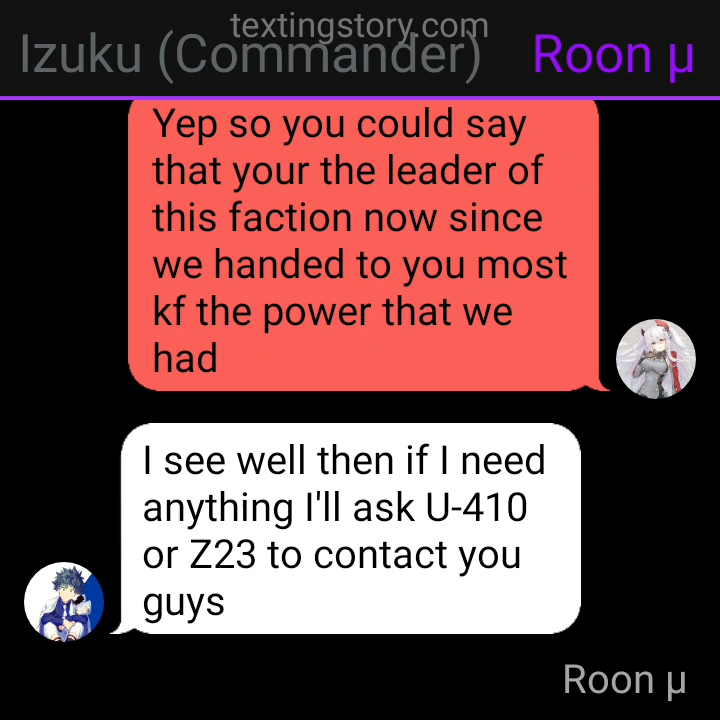 textingstory.com
Izuku (Commander) Roon μ
Yep so you could say
that your the leader of
this faction now since
we handed to you most
kf the power that we
had
I see well then if I need
anything I'll ask U-410
or Z23 to contact you
guys
Roon μ